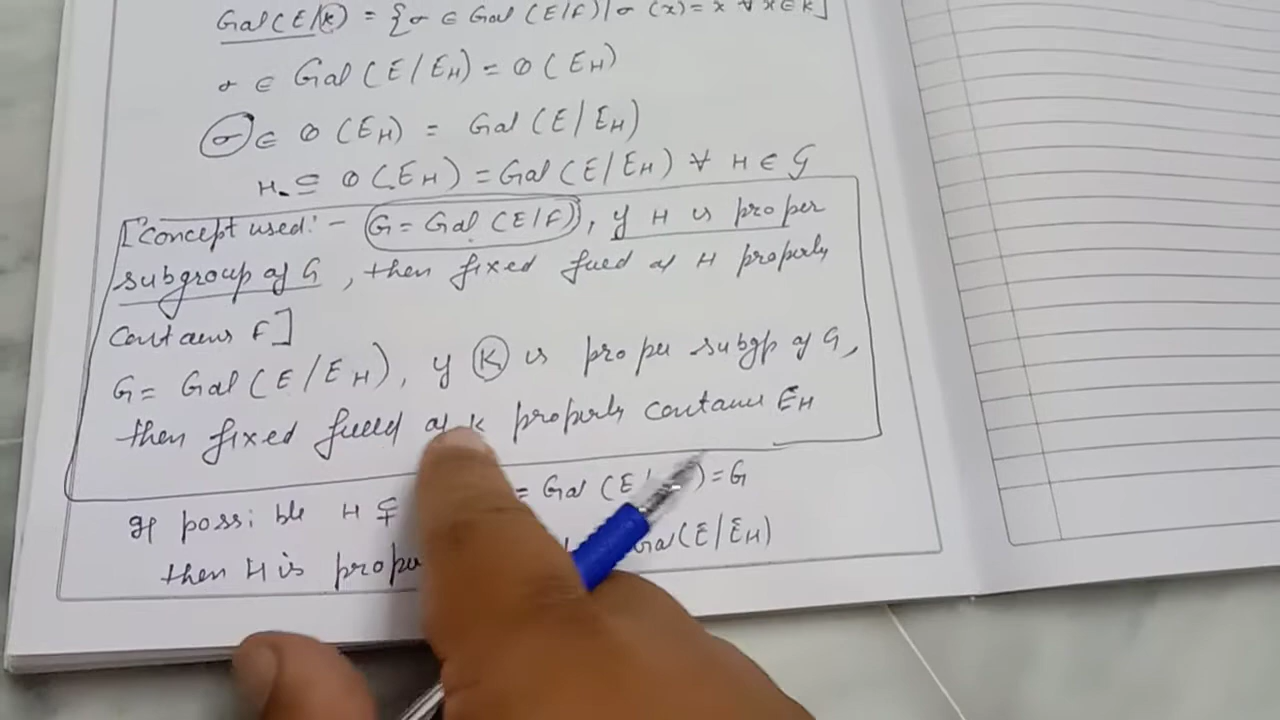 Gal(E/K) = {σ ∈ Gal (E/F) | σ (x) = x ∀ x ∈ K}
σ ∈ Gal (E/E_H) = Φ (E_H)
σ ∈ Φ (E_H) = Gal (E/E_H)
H ⊆ Φ (E_H) = Gal (E/E_H) ∀ H ∈ G
[concept used:- G = Gal (E/F), if H is proper
subgroup of G, then fixed field of H properly
contains F]
G = Gal (E/E_H), if K is proper subgp of G,
then fixed field of K properly contains E_H
If possible H ⊊ = Gal (E/ ) = G
then H is Gal(E/E_H)